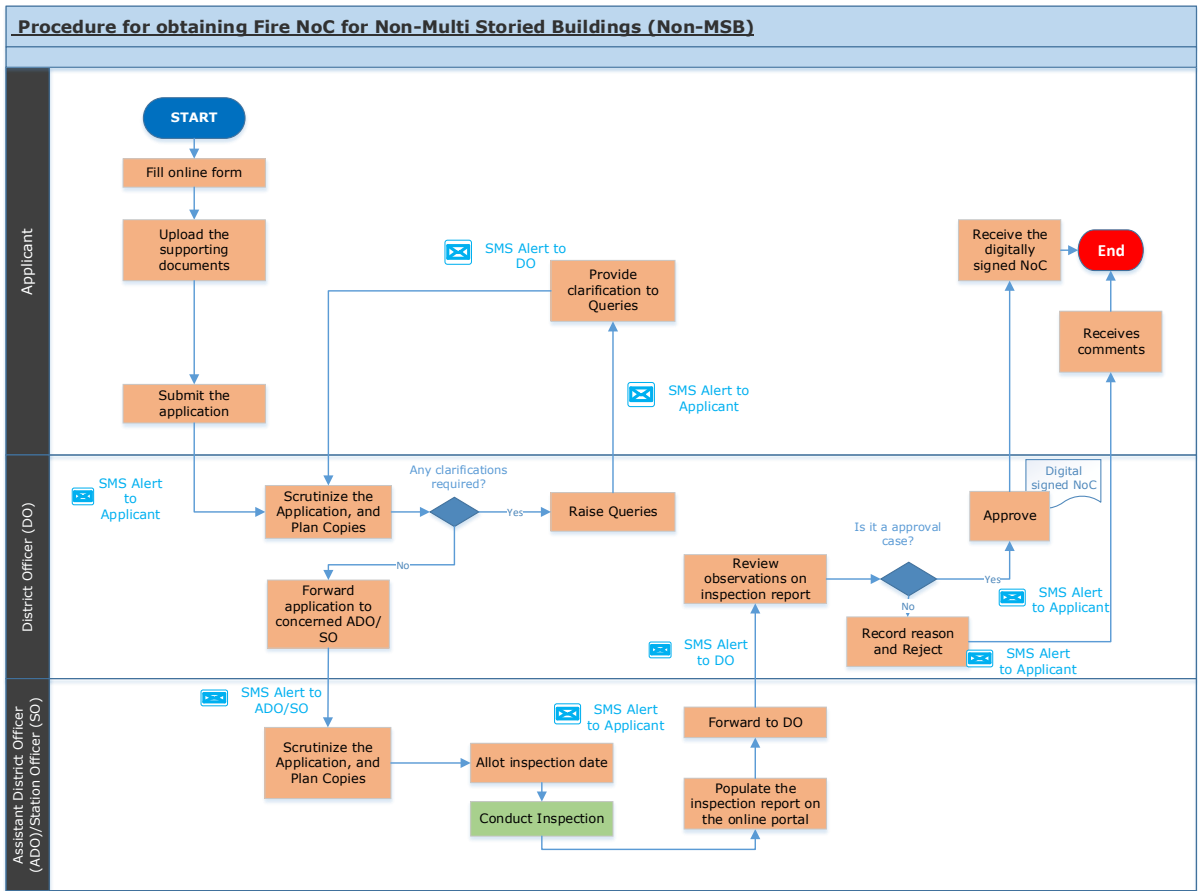 Procedure for obtaining Fire NoC for Non-Multi Storied Buildings (Non-MSB)
Applicant
START
Fill online form
Upload the
supporting
documents
Submit the
application
SMS Alert to
DO
Provide
clarification to
Queries
SMS Alert to
Applicant
Receive the
digitally
signed NoC
End
Receives
comments
District Officer (DO)
SMS Alert
to
Applicant
Scrutinize the
Application, and
Plan Copies
Any clarifications
required?
Yes
Raise Queries
No
Forward
application to
concerned ADO/
SO
Review
observations on
inspection report
Is it a approval
case?
Yes
No
Digital
signed NoC
Approve
SMS Alert
to Applicant
Record reason
and Reject
SMS Alert
to Applicant
SMS Alert
to DO
Assistant District Officer
(ADO)/Station Officer (SO)
SMS Alert to
ADO/SO
Scrutinize the
Application, and
Plan Copies
Allot inspection date
Conduct Inspection
SMS Alert
to Applicant
Forward to DO
Populate the
inspection report on
the online portal